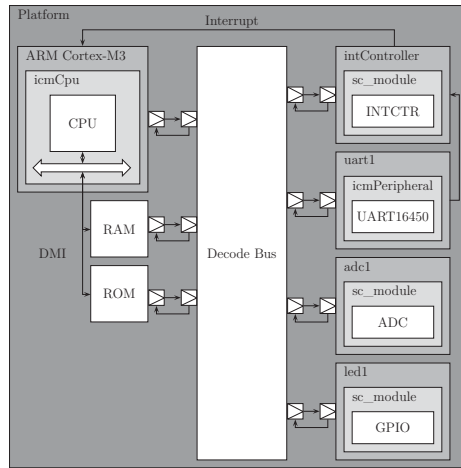 Platform
Interrupt
ARM Cortex-M3
icmCpu
CPU
RAM
DMI
ROM
Decode Bus
intController
sc_module
INTCTR
uart1
icmPeripheral
UART16450
adc1
sc_module
ADC
led1
sc_module
GPIO